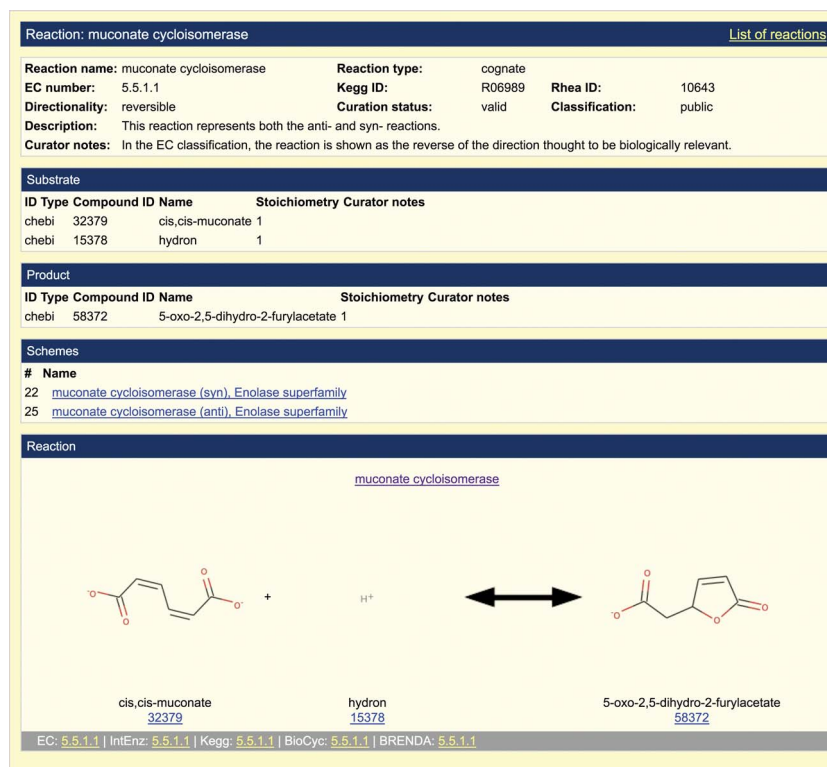 Reaction: muconate cycloisomerase List of reactions
Reaction name: muconate cycloisomerase Reaction type: cognate
EC number: 5.5.1.1 Kegg ID: R06989 Rhea ID: 10643
Directionality: reversible Curation status: valid Classification: public
Description: This reaction represents both the anti- and syn- reactions.
Curator notes: In the EC classification, the reaction is shown as the reverse of the direction thought to be biologically relevant.
Substrate
ID Type Compound ID Name Stoichiometry Curator notes
chebi 32379 cis,cis-muconate 1
chebi 15378 hydron 1
Product
ID Type Compound ID Name Stoichiometry Curator notes
chebi 58372 5-oxo-2,5-dihydro-2-furylacetate 1
Schemes
# Name
22 muconate cycloisomerase (syn), Enolase superfamily
25 muconate cycloisomerase (anti), Enolase superfamily
Reaction
muconate cycloisomerase
-O O O O- + H+ -O O O O
cis,cis-muconate hydron 5-oxo-2,5-dihydro-2-furylacetate
32379 15378 58372
EC: 5.5.1.1 | IntEnz: 5.5.1.1 | Kegg: 5.5.1.1 | BioCyc: 5.5.1.1 | BRENDA: 5.5.1.1